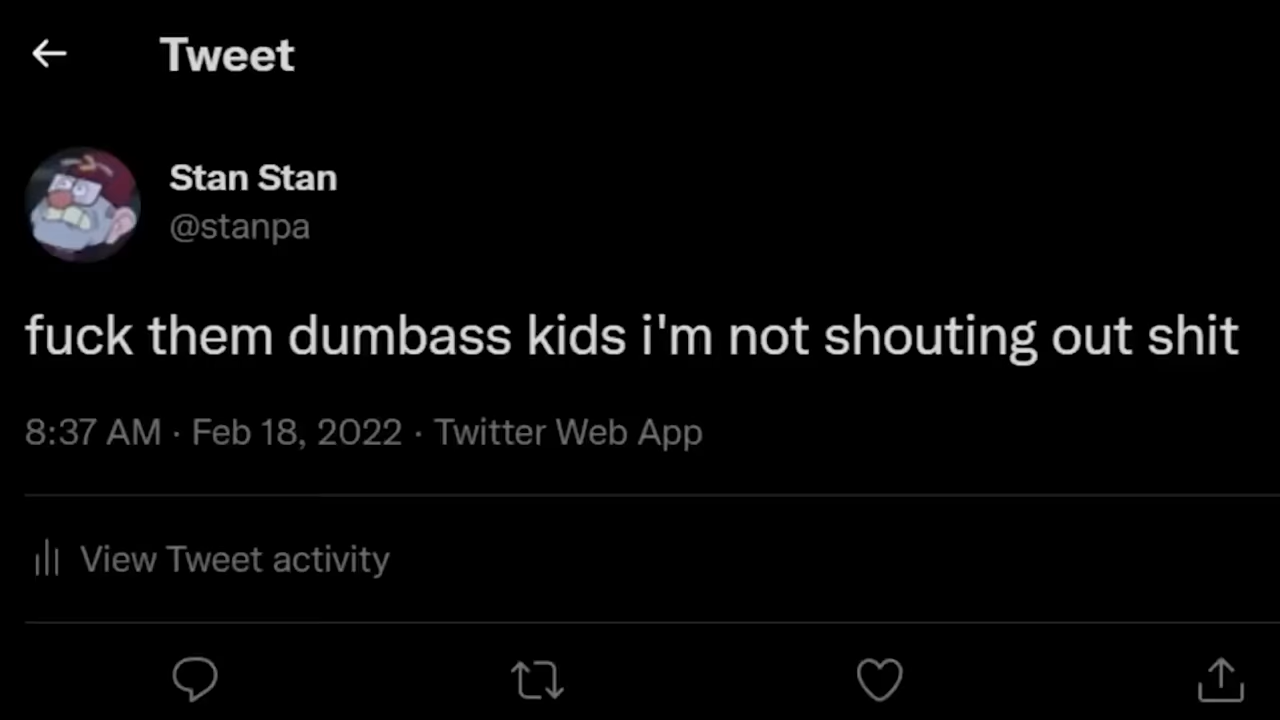 Tweet
Stan Stan
@stanpa
fuck them dumbass kids i'm not shouting out shit
8:37 AM · Feb 18, 2022 · Twitter Web App
View Tweet activity